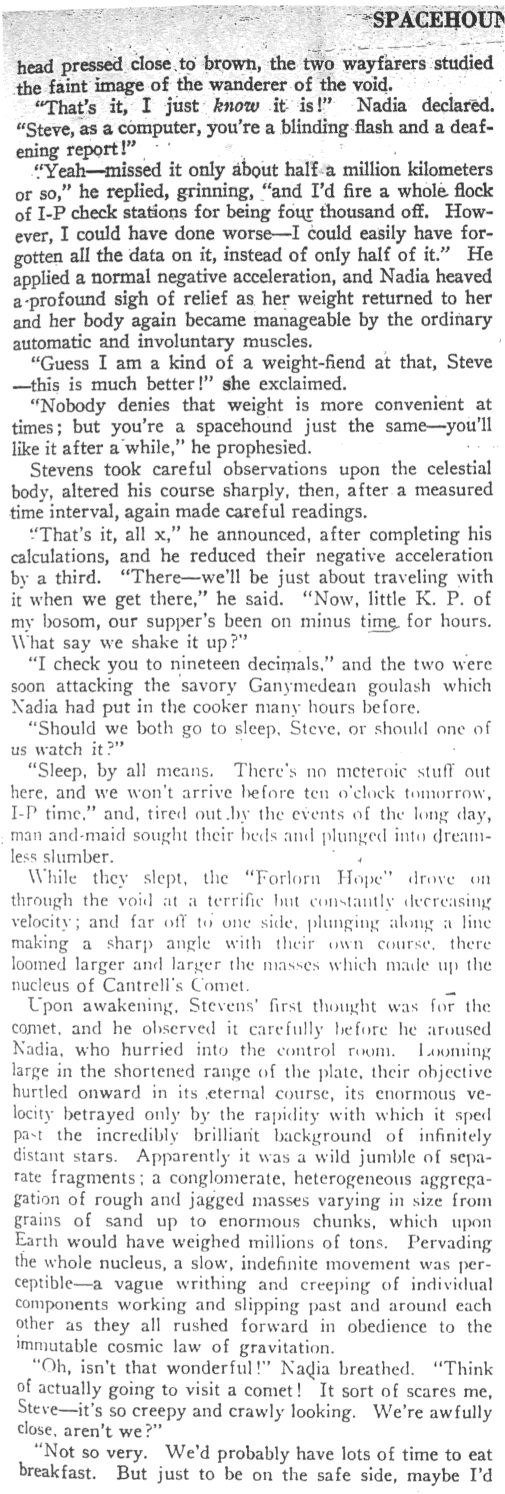 SPACEHOUN
head pressed close to brown, the two wayfarers studied
the faint image of the wanderer of the void.
"That's it, I just know it is!" Nadia declared.
"Steve, as a computer, you're a blinding flash and a deaf-
ening report!"
"Yeah—missed it only about half a million kilometers
or so," he replied, grinning, "and I'd fire a whole flock
of I-P check stations for being four thousand off. How-
ever, I could have done worse—I could easily have for-
gotten all the data on it, instead of only half of it." He
applied a normal negative acceleration, and Nadia heaved
a profound sigh of relief as her weight returned to her
and her body again became manageable by the ordinary
automatic and involuntary muscles.
"Guess I am a kind of a weight-fiend at that, Steve
—this is much better!" she exclaimed.
"Nobody denies that weight is more convenient at
times; but you're a spacehound just the same—you'll
like it after a while," he prophesied.
Stevens took careful observations upon the celestial
body, altered his course sharply, then, after a measured
time interval, again made careful readings.
"That's it, all x," he announced, after completing his
calculations, and he reduced their negative acceleration
by a third. "There—we'll be just about traveling with
it when we get there," he said. "Now, little K. P. of
my bosom, our supper's been on minus time for hours.
What say we shake it up?"
"I check you to nineteen decimals," and the two were
soon attacking the savory Ganymedean goulash which
Nadia had put in the cooker many hours before.
"Should we both go to sleep, Steve, or should one of
us watch it?"
"Sleep, by all means. There's no meteroic stuff out
here, and we won't arrive before ten o'clock tomorrow,
I-P time," and, tired out by the events of the long day,
man and maid sought their beds and plunged into dream-
less slumber.
While they slept, the "Forlorn Hope" drove on
through the void at a terrific but constantly decreasing
velocity; and far off to one side, plunging along a line
making a sharp angle with their own course, there
loomed larger and larger the masses which made up the
nucleus of Cantrell's Comet.
Upon awakening, Stevens' first thought was for the
comet, and he observed it carefully before he aroused
Nadia, who hurried into the control room. Looming
large in the shortened range of the plate, their objective
hurtled onward in its eternal course, its enormous ve-
locity betrayed only by the rapidity with which it sped
past the incredibly brilliant background of infinitely
distant stars. Apparently it was a wild jumble of sepa-
rate fragments; a conglomerate, heterogeneous aggrega-
gation of rough and jagged masses varying in size from
grains of sand up to enormous chunks, which upon
Earth would have weighed millions of tons. Pervading
the whole nucleus, a slow, indefinite movement was per-
ceptible—a vague writhing and creeping of individual
components working and slipping past and around each
other as they all rushed forward in obedience to the
immutable cosmic law of gravitation.
"Oh, isn't that wonderful!" Nadia breathed. "Think
of actually going to visit a comet! It sort of scares me,
Steve—it's so creepy and crawly looking. We're awfully
close, aren't we?"
"Not so very. We'd probably have lots of time to eat
breakfast. But just to be on the safe side, maybe I'd